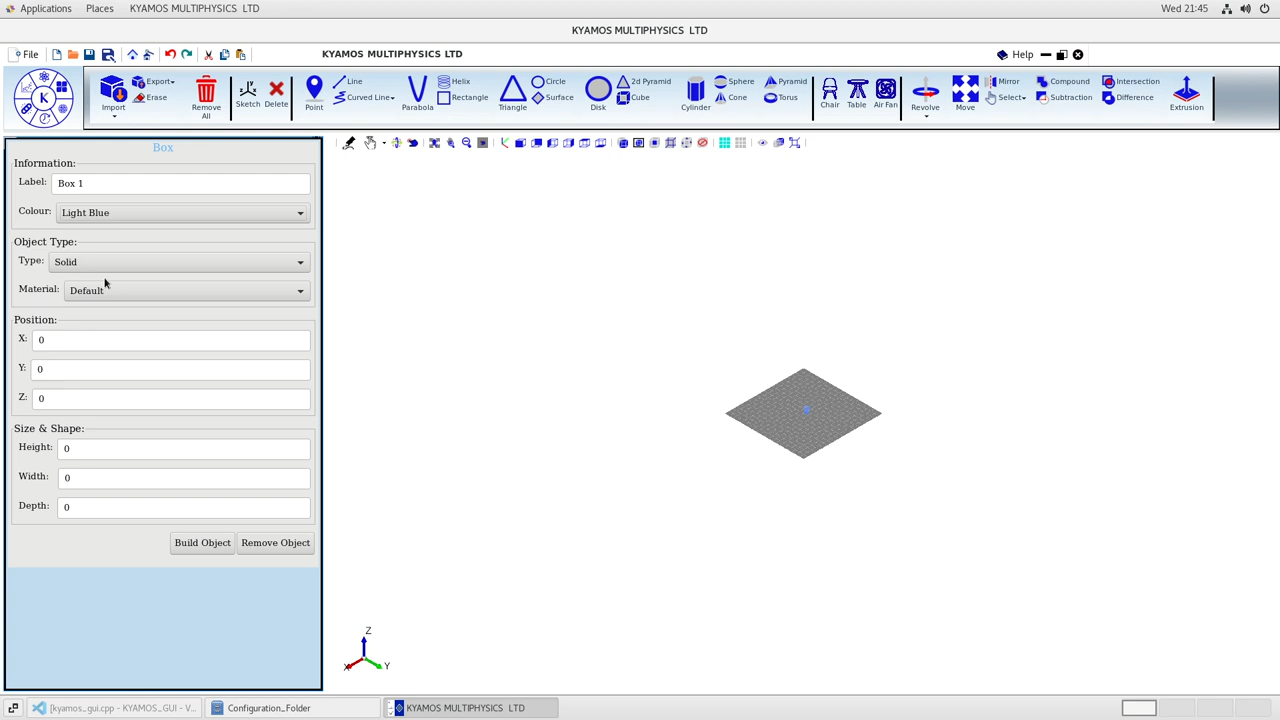 Applications Places KYAMOS MULTIPHYSICS LTD Wed 21:45
KYAMOS MULTIPHYSICS LTD
File KYAMOS MULTIPHYSICS LTD Help
Import Export Erase Remove All Sketch Delete Point Line Curved Line Parabola Helix Rectangle Triangle Circle Surface Disk 2d Pyramid Cube Cylinder Sphere Cone Pyramid Torus Chair Table Air Fan Revolve Move Mirror Select Compound Subtraction Intersection Difference Extrusion
K
Box
Information:
Label: Box 1
Colour: Light Blue
Object Type:
Type: Solid
Material: Default
Position:
X: 0
Y: 0
Z: 0
Size & Shape:
Height: 0
Width: 0
Depth: 0
Build Object Remove Object
Z
X Y
[kyamos_gui.cpp - KYAMOS_GUI - V... Configuration_Folder KYAMOS MULTIPHYSICS LTD